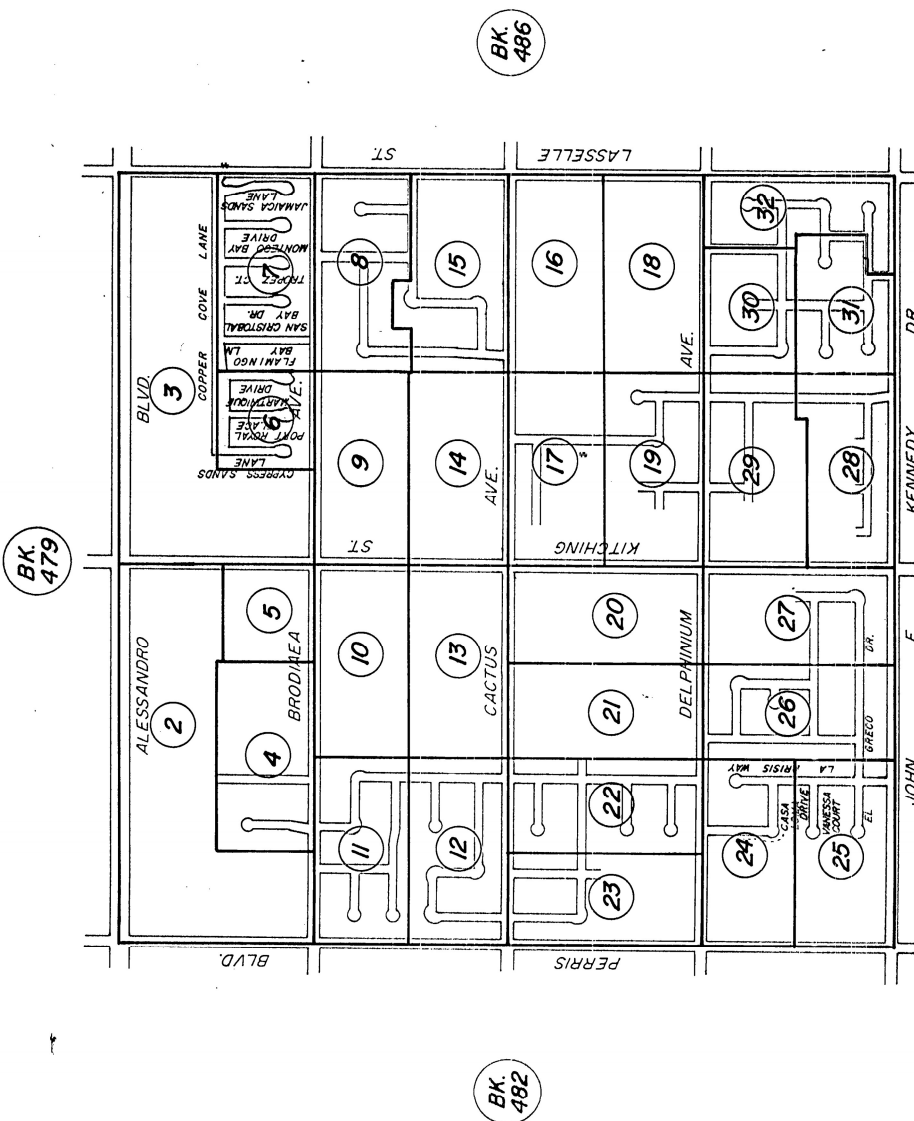 BK.
486
BK.
479
BK.
482
LASSELLE
ST.
KITCHING
ST.
PERRIS
BLVD.
ALESSANDRO
BLVD.
BRODIAEA
AVE.
CACTUS
AVE.
DELPHINIUM
AVE.
JOHN F KENNEDY DR.
COPPER COVE LANE
JAMAICA SANDS
LANE
MONTEGO BAY
DRIVE
TROPEZ CT.
SAN CRISTOBAL
BAY DR.
FLAMINGO
BAY LN
MARTINIQUE
DRIVE
PORT ROYAL
PLACE
CYPRESS SANDS
LANE
LA WAY
CASA
DRIVE
VANESSA
COURT
EL GRECO DR.
2
3
4
5
6
7
8
9
10
11
12
13
14
15
16
17
18
19
20
21
22
23
24
25
26
27
28
29
30
31
32